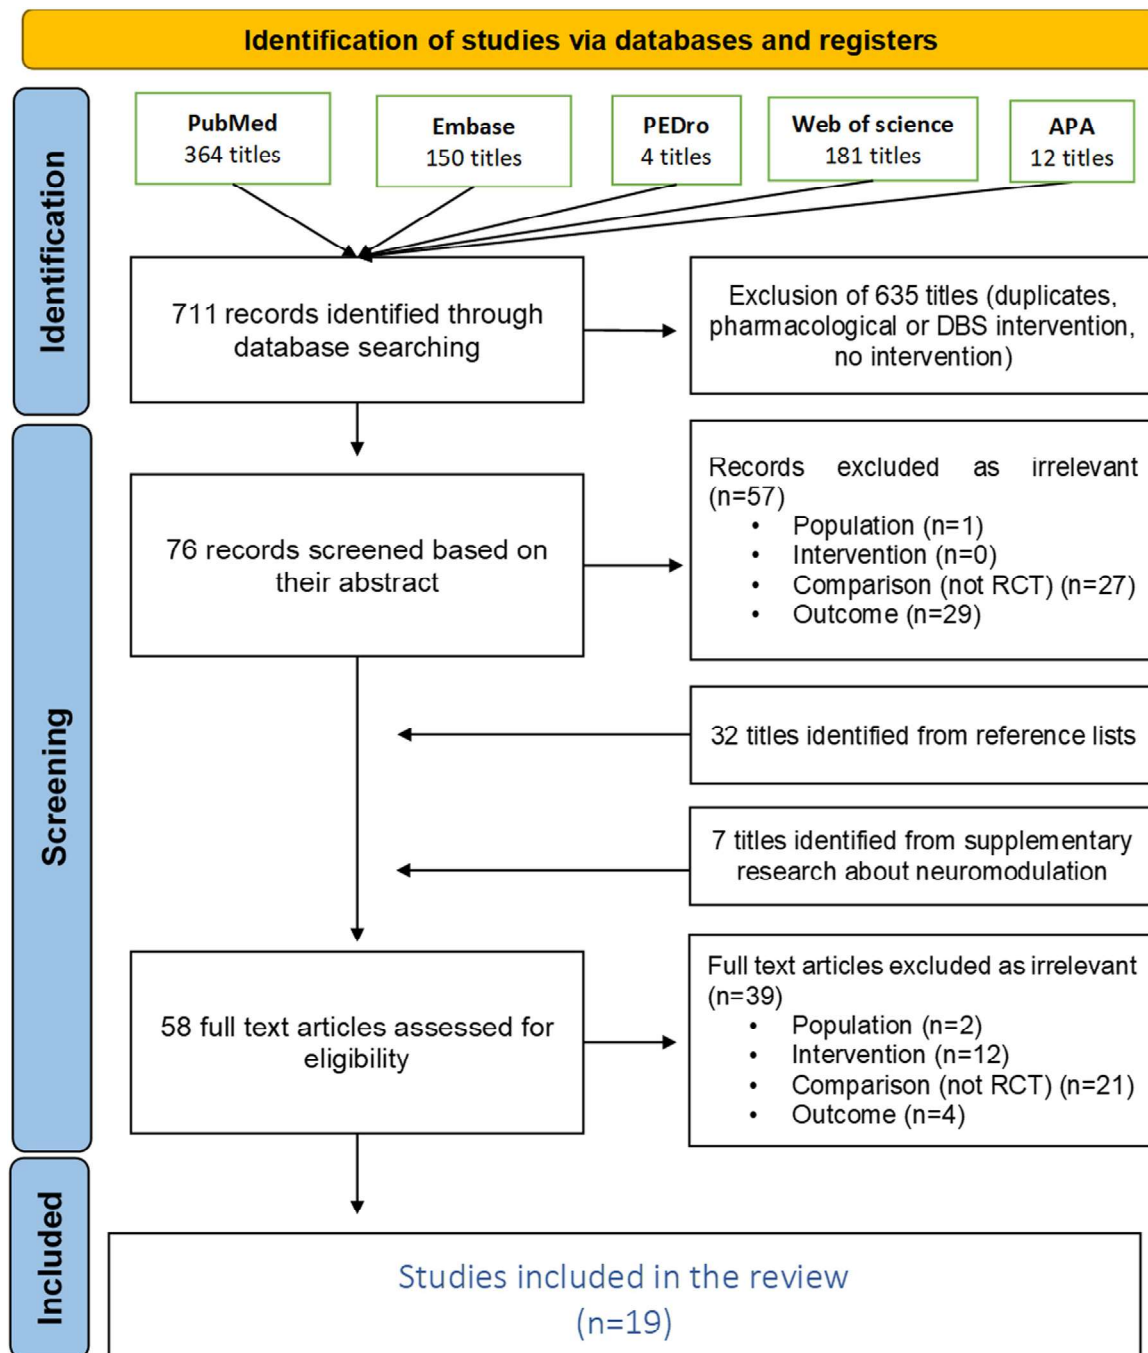 Identification of studies via databases and registers
Identification
PubMed
364 titles
Embase
150 titles
PEDro
4 titles
Web of science
181 titles
APA
12 titles
711 records identified through
database searching
Exclusion of 635 titles (duplicates,
pharmacological or DBS intervention,
no intervention)
Screening
76 records screened based on
their abstract
Records excluded as irrelevant
(n=57)
• Population (n=1)
• Intervention (n=0)
• Comparison (not RCT) (n=27)
• Outcome (n=29)
32 titles identified from reference lists
7 titles identified from supplementary
research about neuromodulation
58 full text articles assessed for
eligibility
Full text articles excluded as irrelevant
(n=39)
• Population (n=2)
• Intervention (n=12)
• Comparison (not RCT) (n=21)
• Outcome (n=4)
Included
Studies included in the review
(n=19)